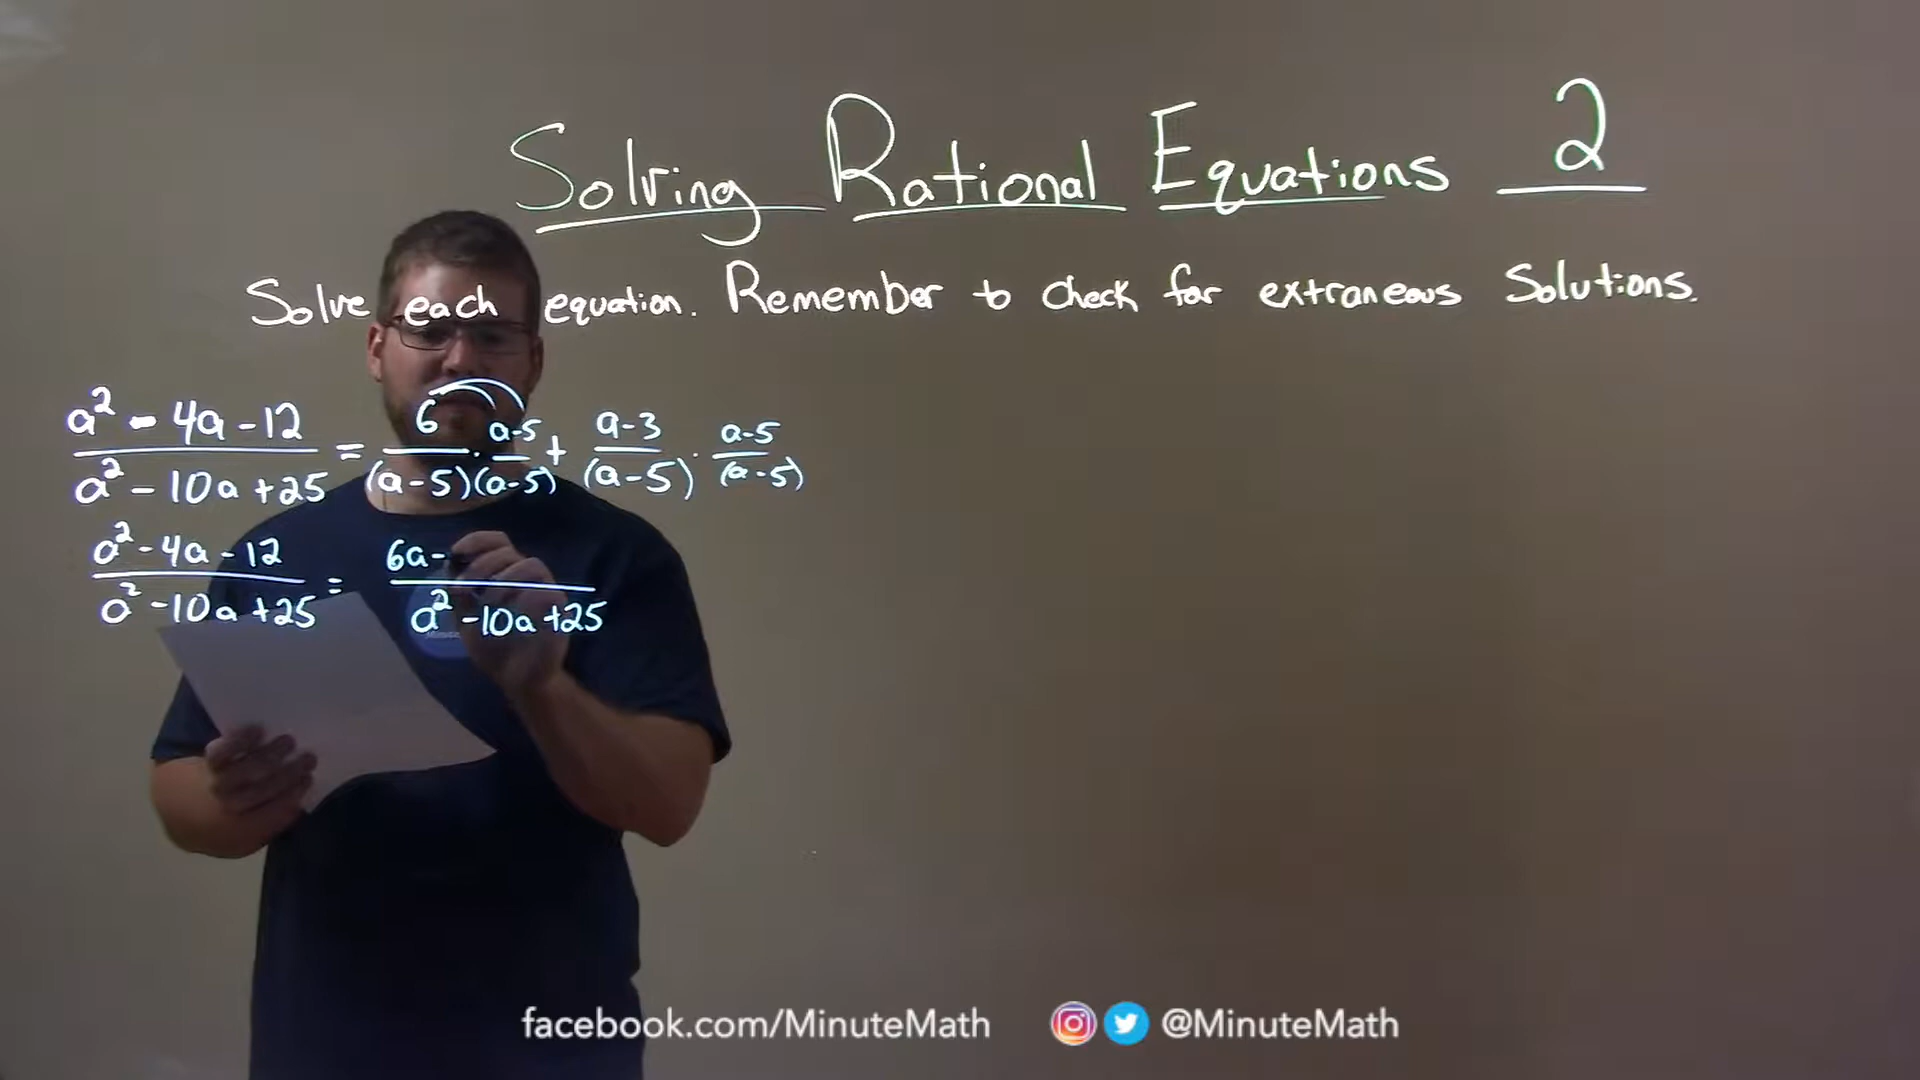 Solving Rational Equations 2
Solve each equation. Remember to check for extraneous Solutions.
a² - 4a - 12 / a² - 10a + 25 = 6 / (a - 5) · a - 5 / (a - 5) + a - 3 / (a - 5) · a - 5 / (a - 5)
a² - 4a - 12 / a² - 10a + 25 = 6a - / a² - 10a + 25
facebook.com/MinuteMath @MinuteMath